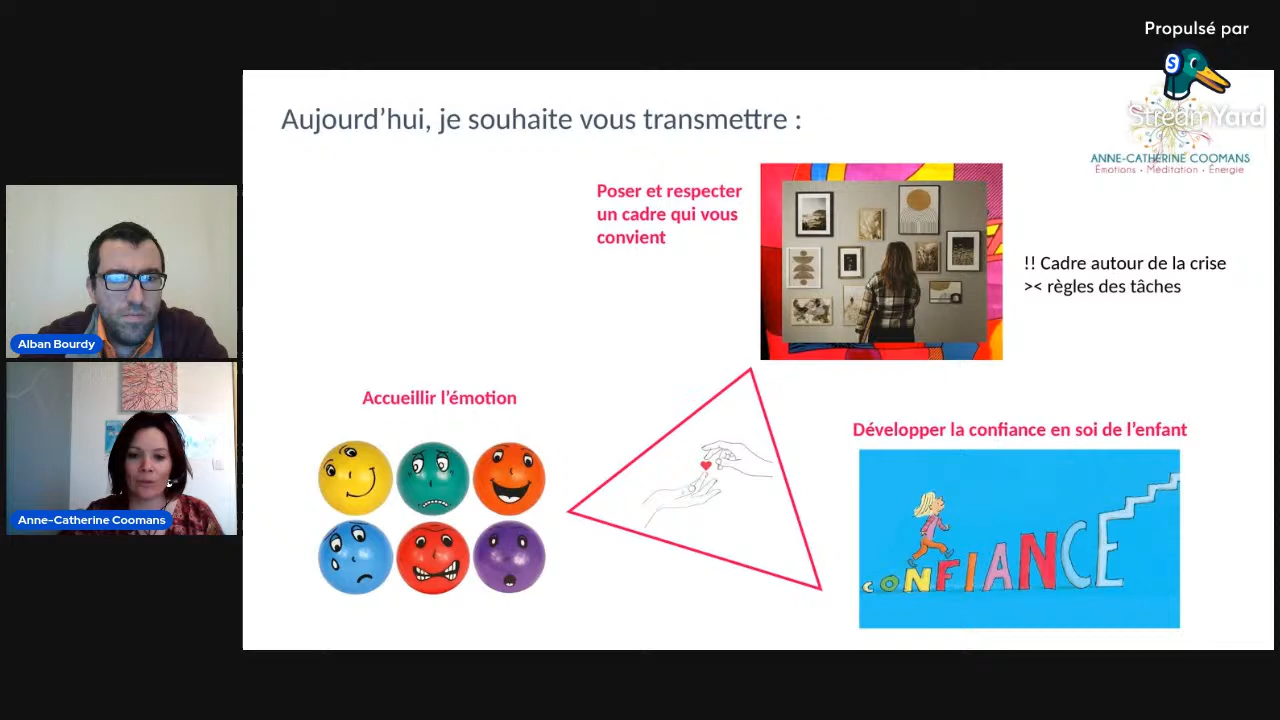 Propulsé par
StreamYard
Aujourd’hui, je souhaite vous transmettre :
ANNE-CATHERINE COOMANS
Émotions • Méditation • Énergie
Poser et respecter
un cadre qui vous
convient
!! Cadre autour de la crise
>< règles des tâches
Alban Bourdy
Accueillir l’émotion
Développer la confiance en soi de l’enfant
CONFIANCE
Anne-Catherine Coomans